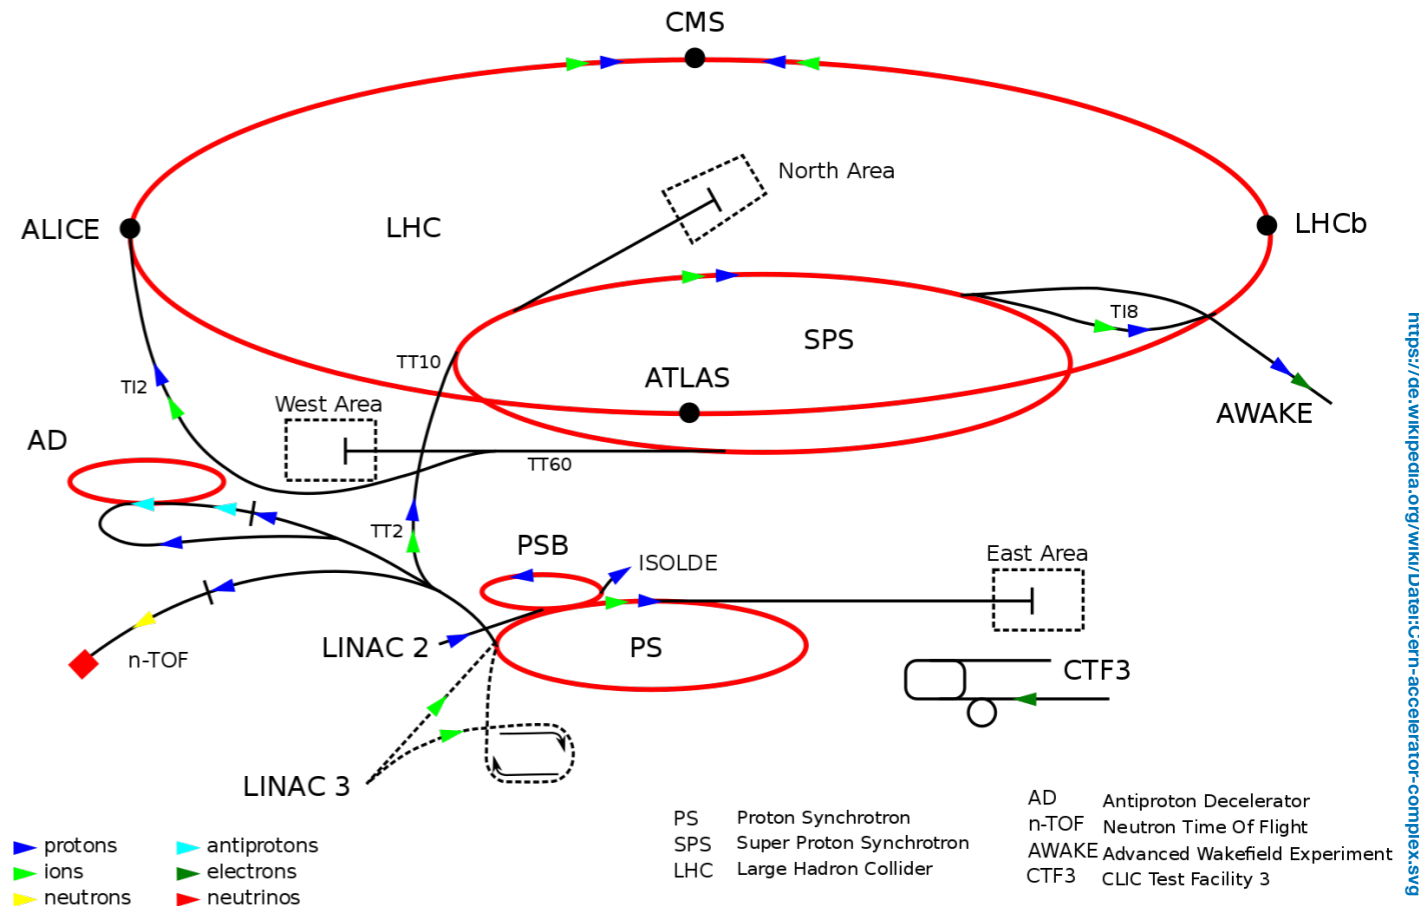 CMS
North Area
ALICE
LHC
LHCb
TI8
SPS
TT10
ATLAS
TI2
West Area
AWAKE
AD
TT60
TT2
PSB
ISOLDE
East Area
LINAC 2
PS
n-TOF
CTF3
LINAC 3
protons
ions
neutrons
antiprotons
electrons
neutrinos
PS Proton Synchrotron
SPS Super Proton Synchrotron
LHC Large Hadron Collider
AD Antiproton Decelerator
n-TOF Neutron Time Of Flight
AWAKE Advanced Wakefield Experiment
CTF3 CLIC Test Facility 3
https://de.wikipedia.org/wiki/Datei:Cern-accelerator-complex.svg